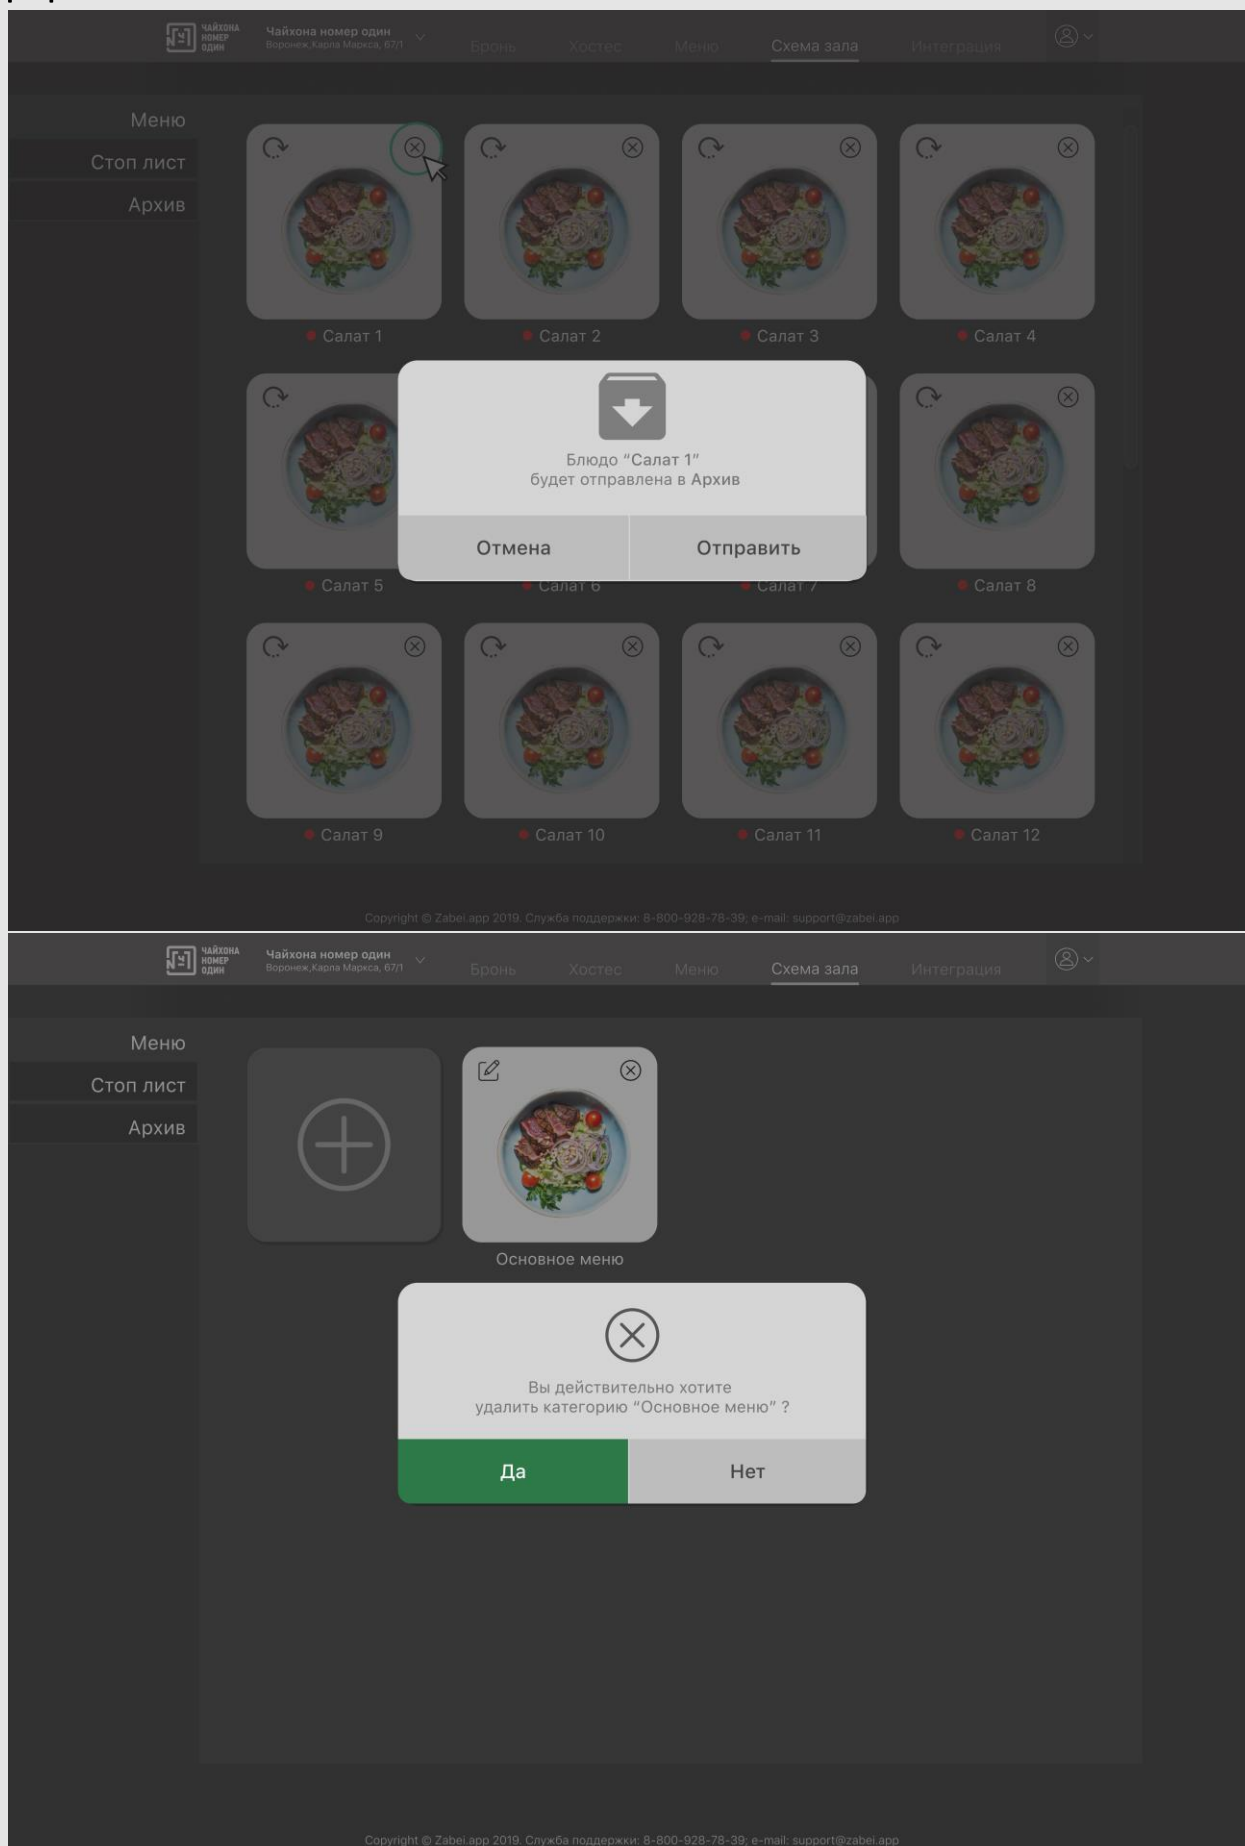 ЧАЙХОНА
НОМЕР
ОДИН
Чайхона номер один
Воронеж,Карла Маркса, 67/1
Бронь Хостес Меню Схема зала Интеграция
Меню
Стоп лист
Архив
Салат 1 Салат 2 Салат 3 Салат 4
Блюдо “Салат 1”
будет отправлена в Архив
Отмена Отправить
Салат 5 Салат 6 Салат 7 Салат 8
Салат 9 Салат 10 Салат 11 Салат 12
Copyright © Zabei.app 2019. Служба поддержки: 8-800-928-78-39; e-mail: support@zabei.app
ЧАЙХОНА
НОМЕР
ОДИН
Чайхона номер один
Воронеж,Карла Маркса, 67/1
Бронь Хостес Меню Схема зала Интеграция
Меню
Стоп лист
Архив
Основное меню
Вы действительно хотите
удалить категорию “Основное меню” ?
Да Нет
Copyright © Zabei.app 2019. Служба поддержки: 8-800-928-78-39; e-mail: support@zabei.app